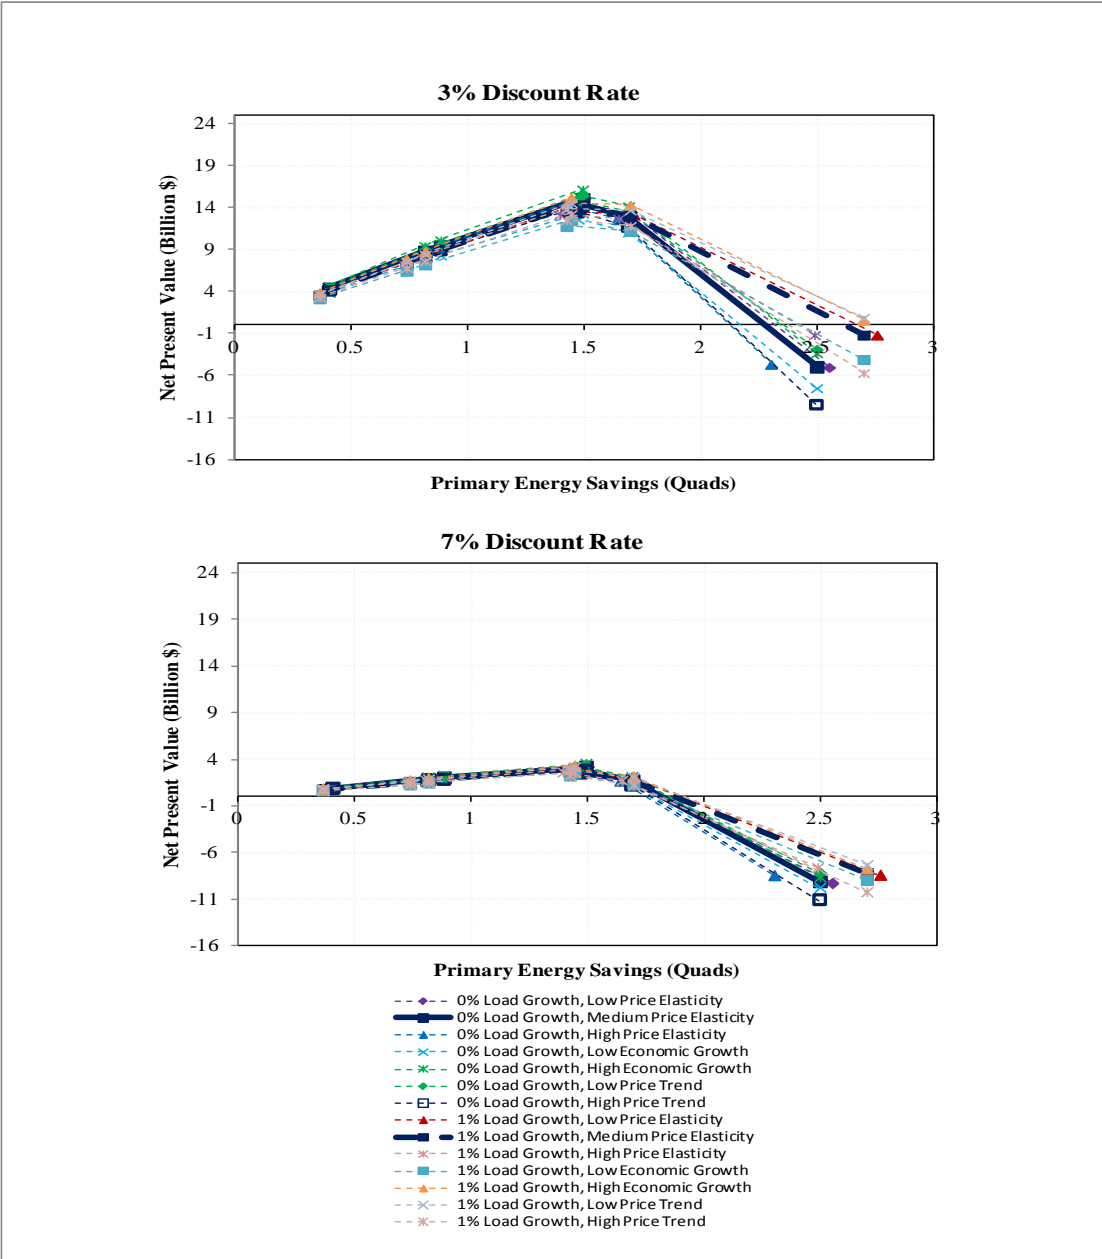 3% Discount Rate
24
19
14
9
4
-1
-6
-11
-16
0
0.5
1
1.5
2
2.5
3
Net Present Value (Billion $)
Primary Energy Savings (Quads)
7% Discount Rate
24
19
14
9
4
-1
-6
-11
-16
0
0.5
1
1.5
2
2.5
3
Net Present Value (Billion $)
Primary Energy Savings (Quads)
0% Load Growth, Low Price Elasticity
0% Load Growth, Medium Price Elasticity
0% Load Growth, High Price Elasticity
0% Load Growth, Low Economic Growth
0% Load Growth, High Economic Growth
0% Load Growth, Low Price Trend
0% Load Growth, High Price Trend
1% Load Growth, Low Price Elasticity
1% Load Growth, Medium Price Elasticity
1% Load Growth, High Price Elasticity
1% Load Growth, Low Economic Growth
1% Load Growth, High Economic Growth
1% Load Growth, Low Price Trend
1% Load Growth, High Price Trend